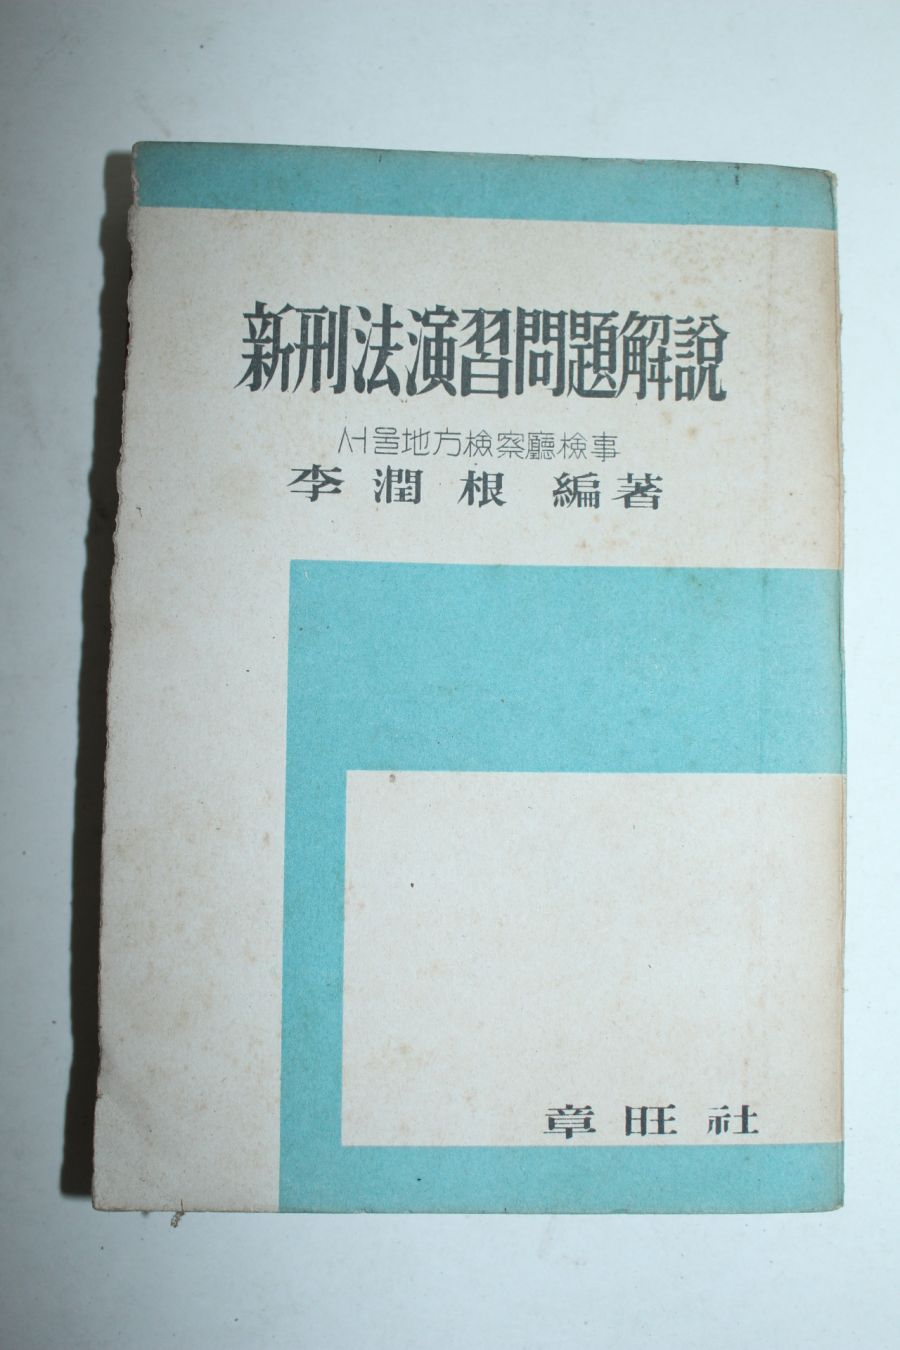 新刑法演習問題解說
서울地方檢察廳檢事
李潤根 編著
章旺社